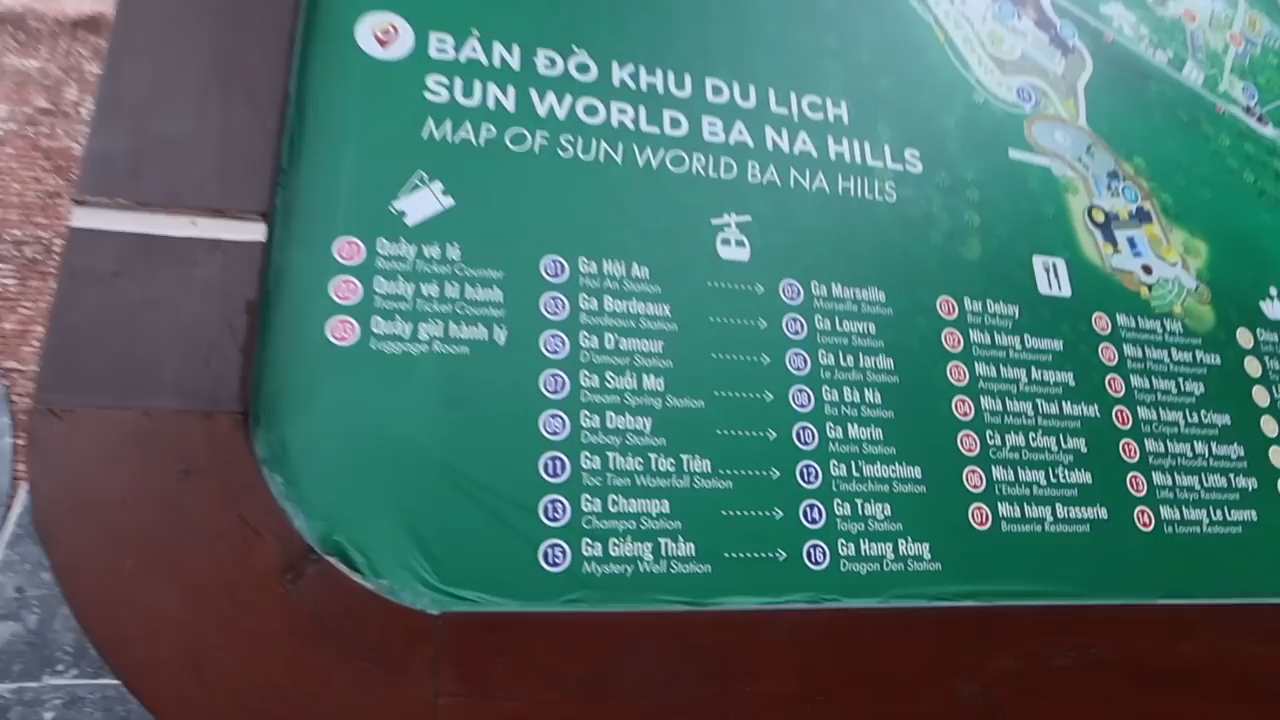 BẢN ĐỒ KHU DU LỊCH
SUN WORLD BA NA HILLS
MAP OF SUN WORLD BA NA HILLS
01 Quầy vé lẻ
Retail Ticket Counter
02 Quầy vé lữ hành
Travel Ticket Counter
03 Quầy giữ hành lý
Luggage Room
01 Ga Hội An
Hoi An Station
03 Ga Bordeaux
Bordeaux Station
05 Ga D'amour
D'amour Station
07 Ga Suối Mơ
Dream Spring Station
09 Ga Debay
Debay Station
11 Ga Thác Tóc Tiên
Toc Tien Waterfall Station
13 Ga Champa
Champa Station
15 Ga Giếng Thần
Mystery Well Station
02 Ga Marseille
Marseille Station
04 Ga Louvre
Louvre Station
06 Ga Le Jardin
Le Jardin Station
08 Ga Bà Nà
Ba Na Station
10 Ga Morin
Morin Station
12 Ga L'indochine
L'indochine Station
14 Ga Taiga
Taiga Station
16 Ga Hang Rồng
Dragon Den Station
01 Bar Debay
Bar Debay
02 Nhà hàng Doumer
Doumer Restaurant
03 Nhà hàng Arapang
Arapang Restaurant
04 Nhà hàng Thai Market
Thai Market Restaurant
05 Cà phê Cổng Làng
Coffee Drawbridge
06 Nhà hàng L'Étable
L'Etable Restaurant
07 Nhà hàng Brasserie
Brasserie Restaurant
08 Nhà hàng Việt
Vietnamese Restaurant
09 Nhà hàng Beer Plaza
Beer Plaza Restaurant
10 Nhà hàng Taiga
Taiga Restaurant
11 Nhà hàng La Crique
La Crique Restaurant
12 Nhà hàng Mỳ Kungfu
Kungfu Noodle Restaurant
13 Nhà hàng Little Tokyo
Little Tokyo Restaurant
14 Nhà hàng Le Louvre
Le Louvre Restaurant